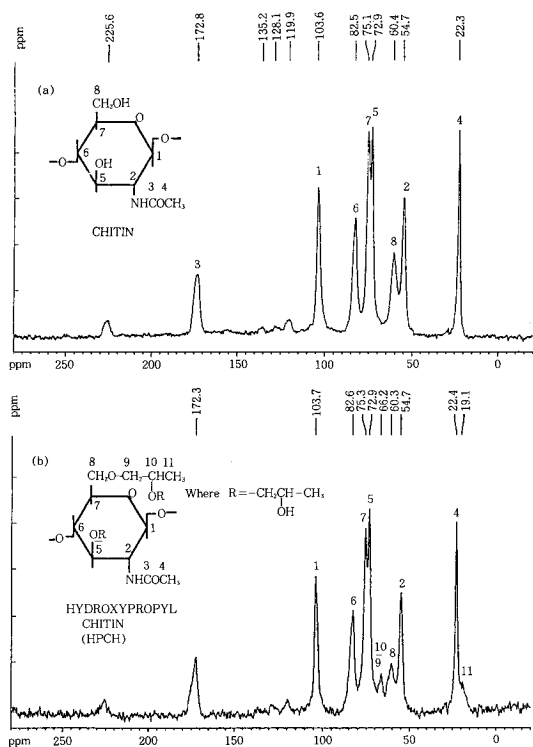 ppm
225.6
172.8
135.2
128.1
119.9
103.6
82.5
75.1
72.9
60.4
54.7
22.3
(a)
8
CH₂OH
7
O
6
—O
OH
5
2
1
O—
3 4
NHCOCH₃
CHITIN
3
1
6
7
5
8
2
4
250 200 150 100 50 0
ppm
172.3
103.7
82.6
75.3
72.9
66.2
60.3
54.7
22.4
19.1
(b)
8 9 10 11
CH₂O—CH₂—CHCH₃
OR
7
O
6
—O
OR
5
2
1
O—
3 4
NHCOCH₃
Where R=—CH₂CH—CH₃
OH
HYDROXYPROPYL
CHITIN
(HPCH)
1
6
7
5
10
9
8
2
4
11
250 200 150 100 50 0